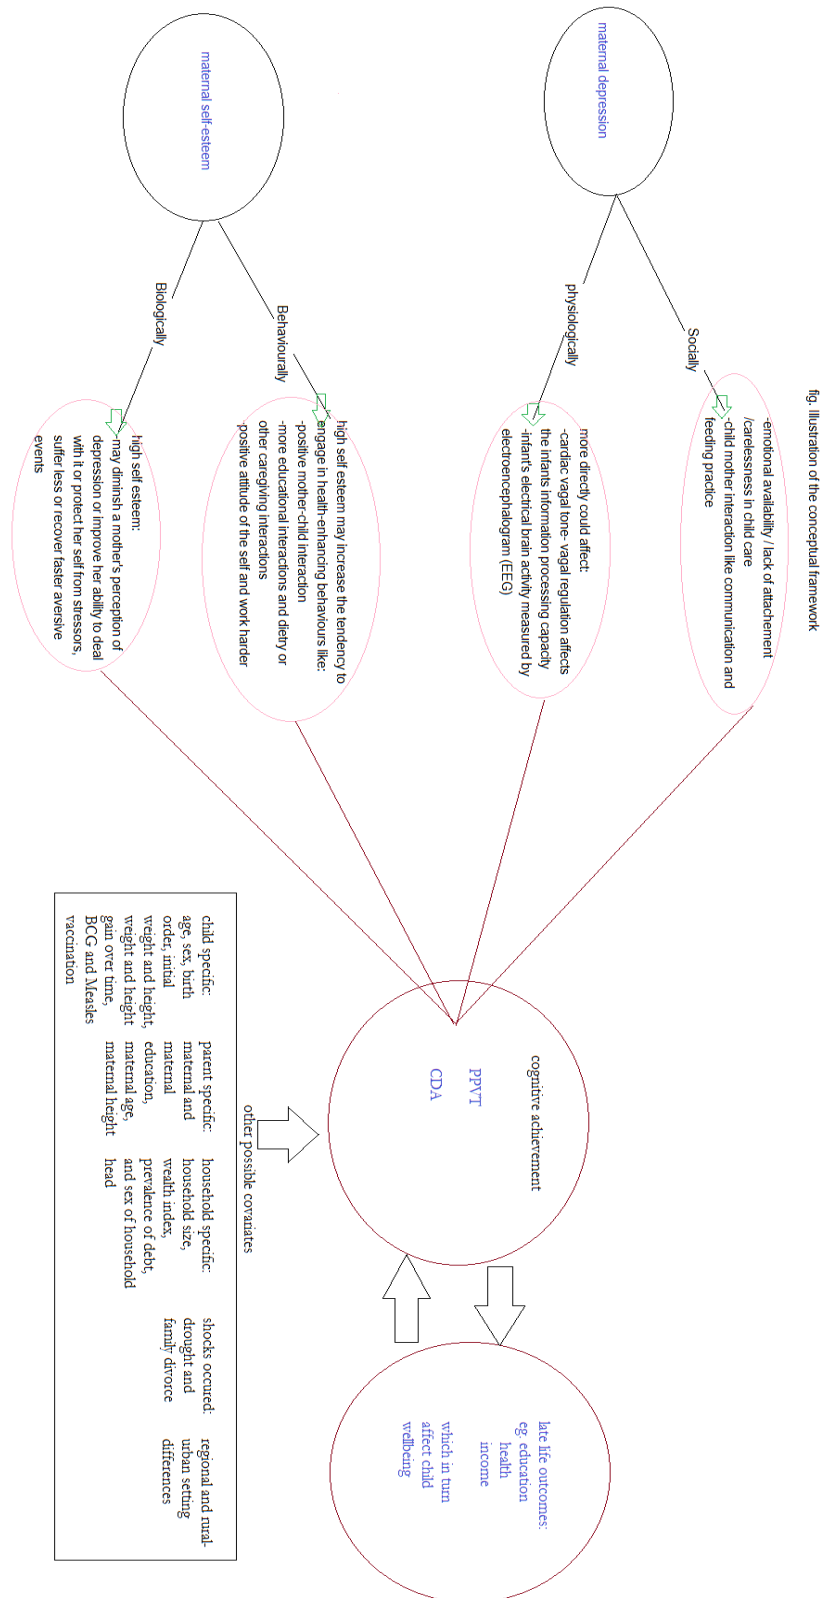 fig. Illustration of the conceptual framework
maternal depression
Socially
-emotional availability / lack of attachement
/carelessness in child care
-child mother interaction like communication and
feeding practice
physiologically
more directly could affect:
-cardiac vagal tone- vagal regulation affects
the infants information processing capacity
-infant's electrical brain activity measured by
electroencephalogram (EEG)
maternal self-esteem
Behaviourally
high self esteem may increase the tendency to
engage in health-enhancing behaviours like:
-positive mother-child interaction
-more educational interactions and dietry or
other caregiving interactions
-positive attitude of the self and work harder
Biologically
high self esteem:
-may diminsh a mother's perception of
depression or improve her ability to deal
with it or protect her self from stressors,
suffer less or recover faster aversive
events
cognitive achievement
PPVT
CDA
late life outcomes:
eg. education
health
income
which in turn
affect child
wellbeing
other possible covariates
child specific:
age, sex, birth
order, initial
weight and height,
weight and height
gain over time,
BCG and Measles
vaccination
parent specific:
maternal and
maternal
education,
maternal age,
maternal height
household specific:
household size,
wealth index,
prevalence of debt,
and sex of household
head
shocks occured:
drought and
family divorce
regional and rural-
urban setting
differences